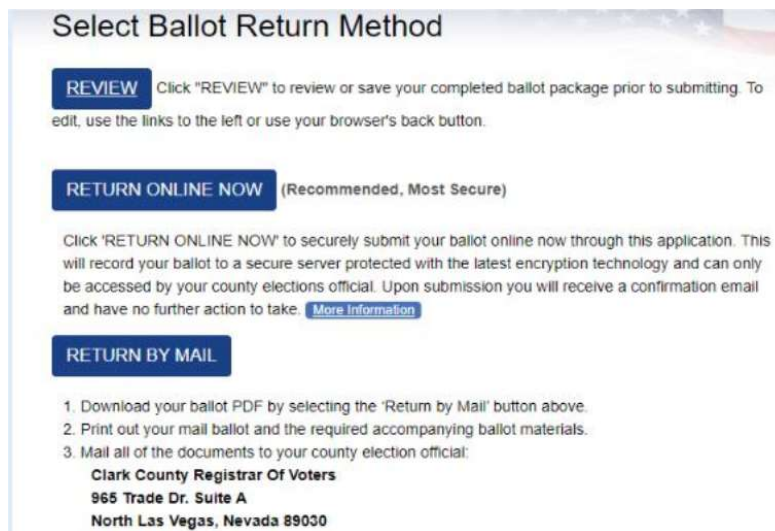 Select Ballot Return Method
REVIEW Click "REVIEW" to review or save your completed ballot package prior to submitting. To
edit, use the links to the left or use your browser's back button.
RETURN ONLINE NOW (Recommended, Most Secure)
Click 'RETURN ONLINE NOW' to securely submit your ballot online now through this application. This
will record your ballot to a secure server protected with the latest encryption technology and can only
be accessed by your county elections official. Upon submission you will receive a confirmation email
and have no further action to take. More Information
RETURN BY MAIL
1. Download your ballot PDF by selecting the 'Return by Mail' button above.
2. Print out your mail ballot and the required accompanying ballot materials.
3. Mail all of the documents to your county election official:
Clark County Registrar Of Voters
965 Trade Dr. Suite A
North Las Vegas, Nevada 89030